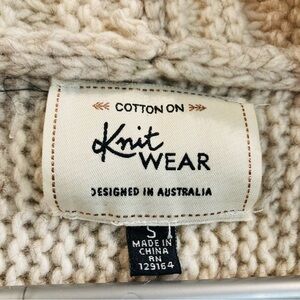 COTTON ON
Knit
WEAR
DESIGNED IN AUSTRALIA
S
MADE IN
CHINA
RN
129164